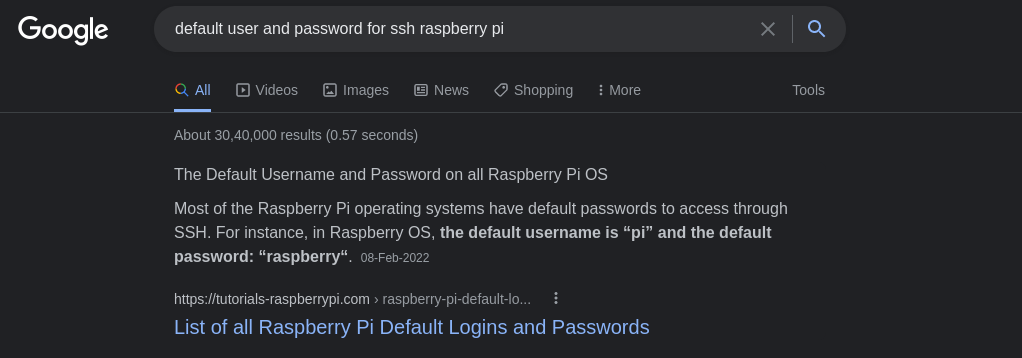 Google
default user and password for ssh raspberry pi
All Videos Images News Shopping More Tools
About 30,40,000 results (0.57 seconds)
The Default Username and Password on all Raspberry Pi OS
Most of the Raspberry Pi operating systems have default passwords to access through
SSH. For instance, in Raspberry OS, the default username is “pi” and the default
password: “raspberry“. 08-Feb-2022
https://tutorials-raspberrypi.com › raspberry-pi-default-lo...
List of all Raspberry Pi Default Logins and Passwords